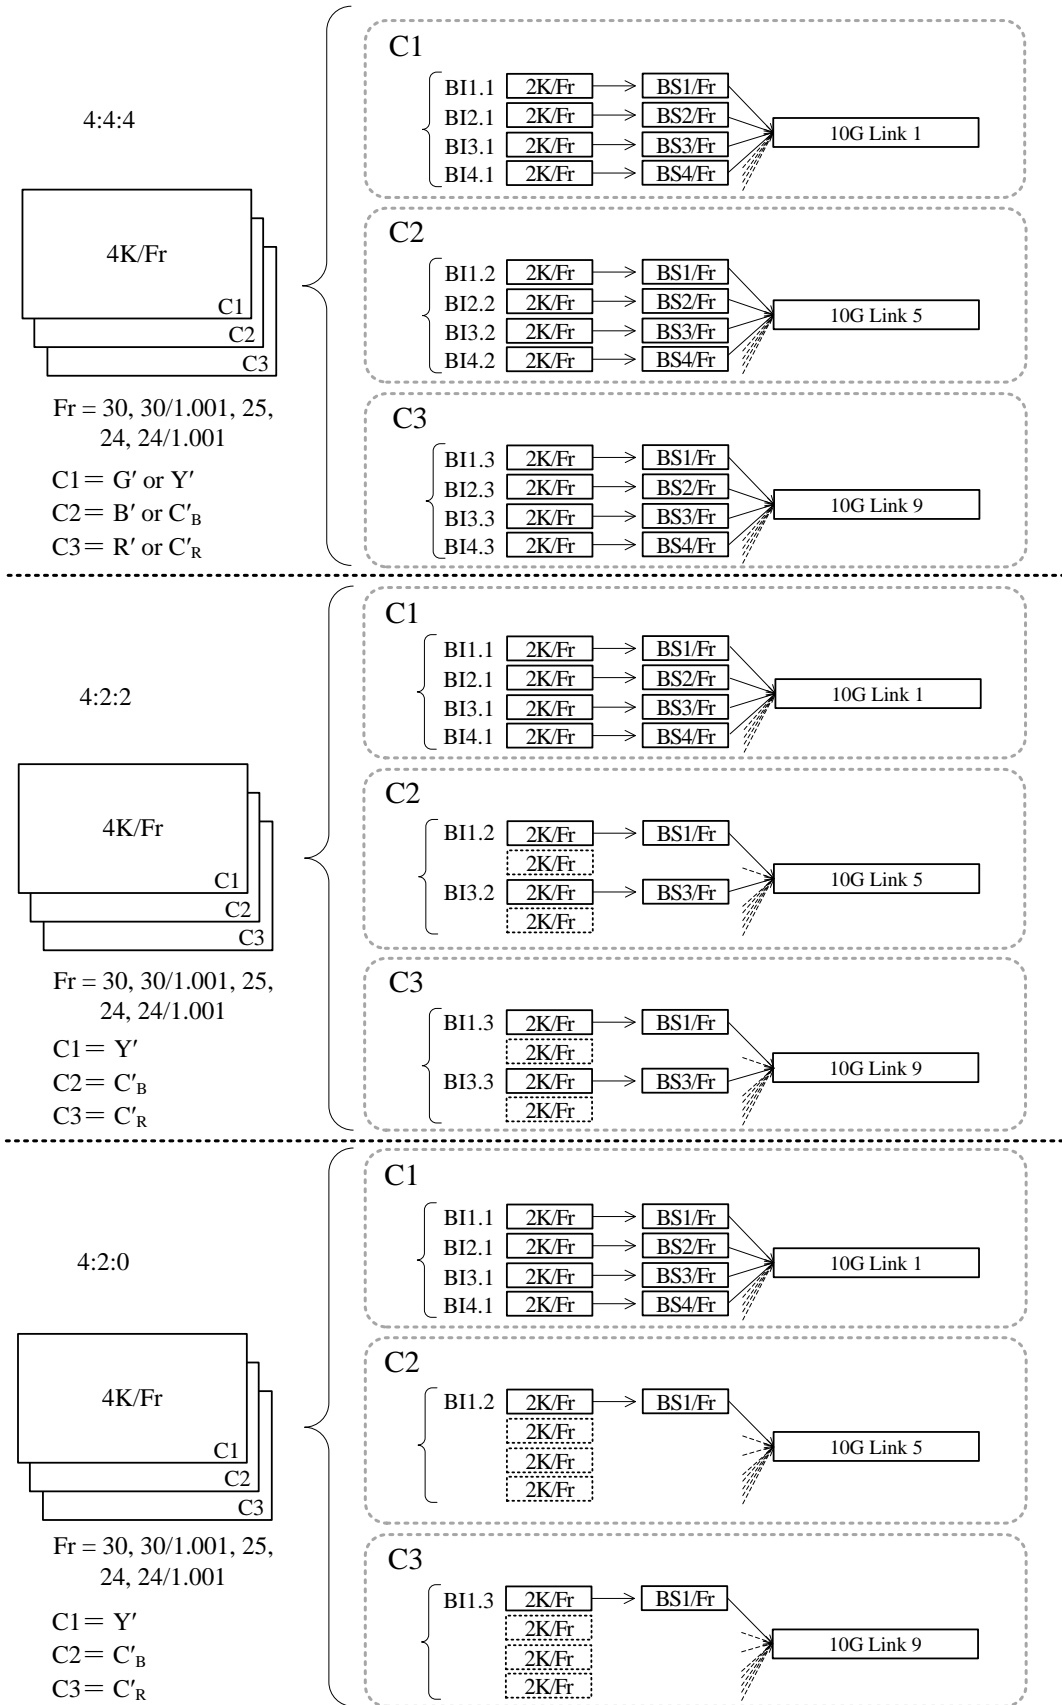 4:4:4
4K/Fr
C1
C2
C3
Fr = 30, 30/1.001, 25,
24, 24/1.001
C1= G′ or Y′
C2= B′ or C′B
C3= R′ or C′R
C1
BI1.1 2K/Fr BS1/Fr
BI2.1 2K/Fr BS2/Fr
BI3.1 2K/Fr BS3/Fr
BI4.1 2K/Fr BS4/Fr
10G Link 1
C2
BI1.2 2K/Fr BS1/Fr
BI2.2 2K/Fr BS2/Fr
BI3.2 2K/Fr BS3/Fr
BI4.2 2K/Fr BS4/Fr
10G Link 5
C3
BI1.3 2K/Fr BS1/Fr
BI2.3 2K/Fr BS2/Fr
BI3.3 2K/Fr BS3/Fr
BI4.3 2K/Fr BS4/Fr
10G Link 9
4:2:2
4K/Fr
C1
C2
C3
Fr = 30, 30/1.001, 25,
24, 24/1.001
C1= Y′
C2= C′B
C3= C′R
C1
BI1.1 2K/Fr BS1/Fr
BI2.1 2K/Fr BS2/Fr
BI3.1 2K/Fr BS3/Fr
BI4.1 2K/Fr BS4/Fr
10G Link 1
C2
BI1.2 2K/Fr BS1/Fr
2K/Fr
BI3.2 2K/Fr BS3/Fr
2K/Fr
10G Link 5
C3
BI1.3 2K/Fr BS1/Fr
2K/Fr
BI3.3 2K/Fr BS3/Fr
2K/Fr
10G Link 9
4:2:0
4K/Fr
C1
C2
C3
Fr = 30, 30/1.001, 25,
24, 24/1.001
C1= Y′
C2= C′B
C3= C′R
C1
BI1.1 2K/Fr BS1/Fr
BI2.1 2K/Fr BS2/Fr
BI3.1 2K/Fr BS3/Fr
BI4.1 2K/Fr BS4/Fr
10G Link 1
C2
BI1.2 2K/Fr BS1/Fr
2K/Fr
2K/Fr
2K/Fr
10G Link 5
C3
BI1.3 2K/Fr BS1/Fr
2K/Fr
2K/Fr
2K/Fr
10G Link 9